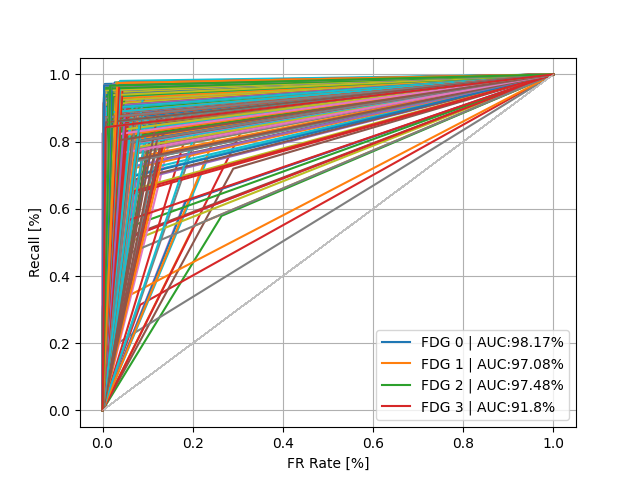 1.0
0.8
0.6
0.4
0.2
0.0
Recall [%]
0.0 0.2 0.4 0.6 0.8 1.0
FR Rate [%]
FDG 0 | AUC:98.17%
FDG 1 | AUC:97.08%
FDG 2 | AUC:97.48%
FDG 3 | AUC:91.8%